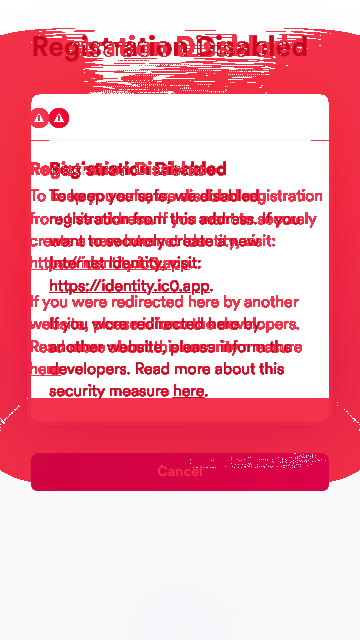 Registration Disabled
Registration Disabled
To keep you safe, we disabled
registration from this address. If you
want to securely create a new
Internet Identity, visit:
https://identity.ic0.app.
If you were redirected here by
another website, please inform the
developers. Read more about this
security measure here.
Cancel